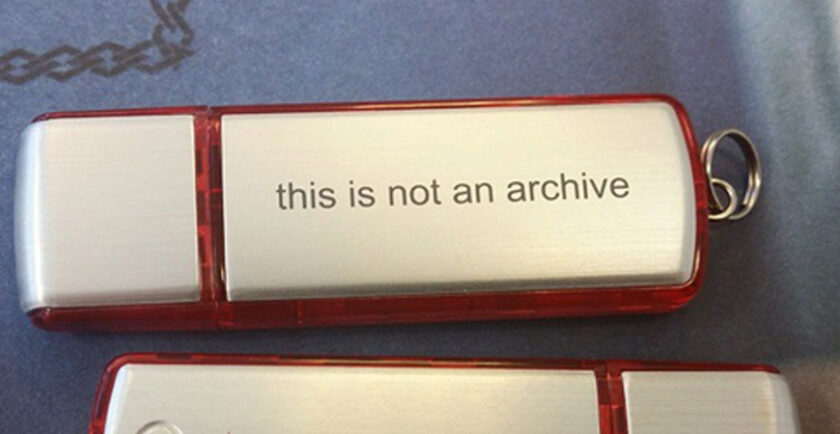 this is not an archive